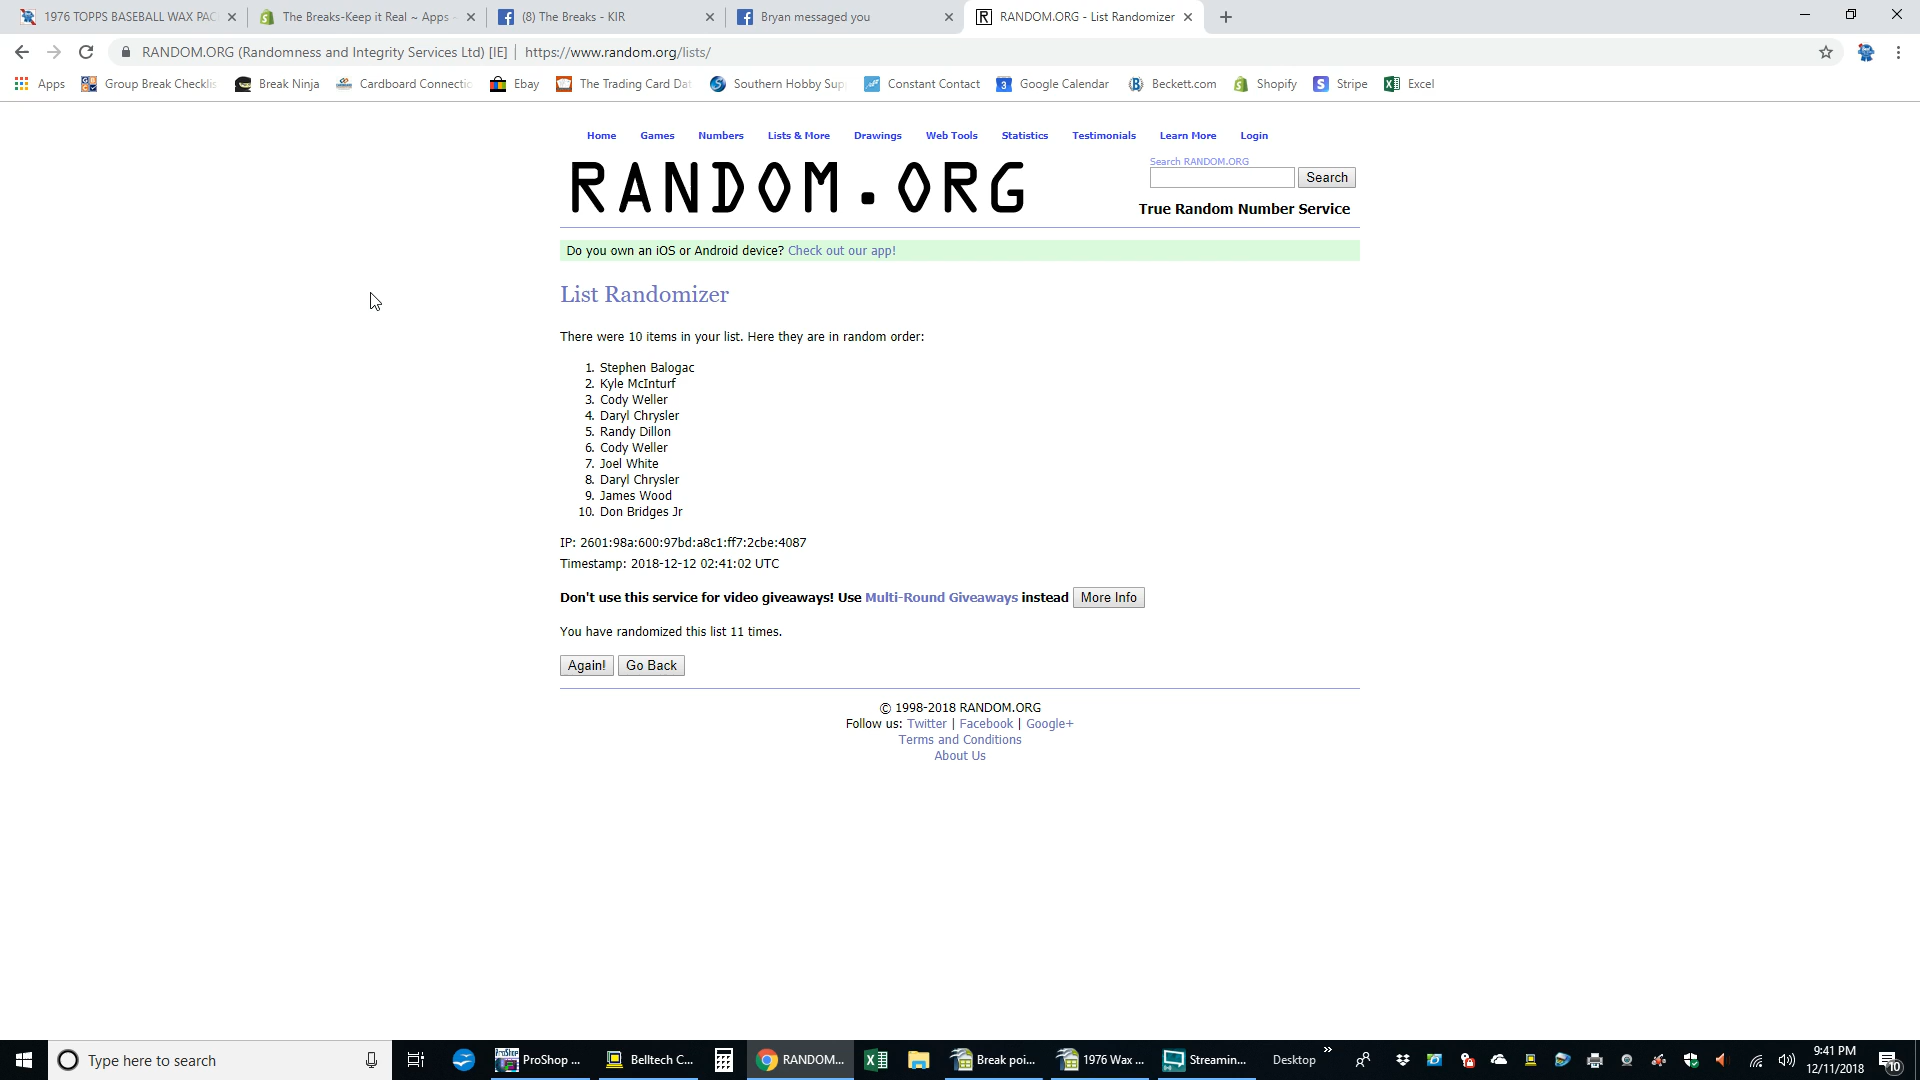 1976 TOPPS BASEBALL WAX PAC
The Breaks-Keep it Real ~ Apps ~
(8) The Breaks - KIR
Bryan messaged you
RANDOM.ORG - List Randomizer
RANDOM.ORG (Randomness and Integrity Services Ltd) [IE] | https://www.random.org/lists/
Apps Group Break Checklis Break Ninja Cardboard Connectic Ebay The Trading Card Dat Southern Hobby Sup Constant Contact Google Calendar Beckett.com Shopify Stripe Excel
Home Games Numbers Lists & More Drawings Web Tools Statistics Testimonials Learn More Login
RANDOM.ORG
Search RANDOM.ORG
Search
True Random Number Service
Do you own an iOS or Android device? Check out our app!
List Randomizer
There were 10 items in your list. Here they are in random order:
1. Stephen Balogac
2. Kyle McInturf
3. Cody Weller
4. Daryl Chrysler
5. Randy Dillon
6. Cody Weller
7. Joel White
8. Daryl Chrysler
9. James Wood
10. Don Bridges Jr
IP: 2601:98a:600:97bd:a8c1:ff7:2cbe:4087
Timestamp: 2018-12-12 02:41:02 UTC
Don't use this service for video giveaways! Use Multi-Round Giveaways instead More Info
You have randomized this list 11 times.
Again! Go Back
© 1998-2018 RANDOM.ORG
Follow us: Twitter | Facebook | Google+
Terms and Conditions
About Us
Type here to search
ProShop ...
Belltech C...
RANDOM...
Break poi...
1976 Wax ...
Streamin...
Desktop
9:41 PM
12/11/2018
10